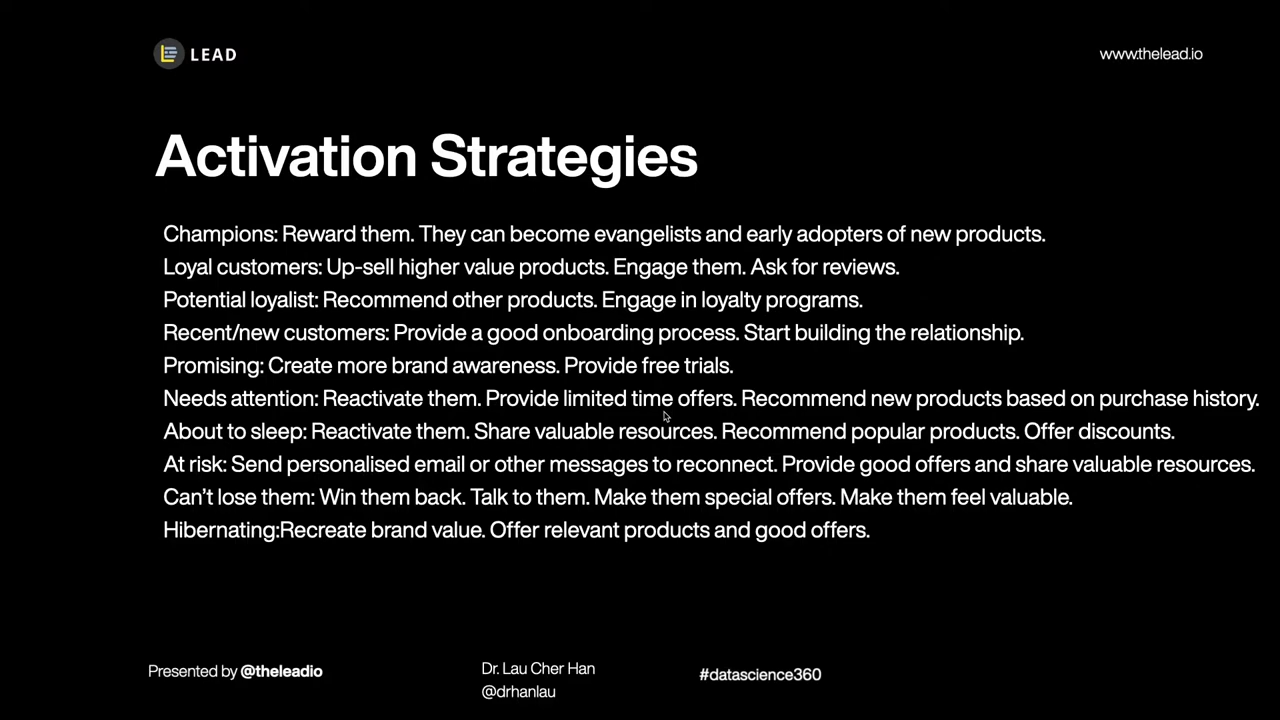 LEAD
www.thelead.io
Activation Strategies
Champions: Reward them. They can become evangelists and early adopters of new products.
Loyal customers: Up-sell higher value products. Engage them. Ask for reviews.
Potential loyalist: Recommend other products. Engage in loyalty programs.
Recent/new customers: Provide a good onboarding process. Start building the relationship.
Promising: Create more brand awareness. Provide free trials.
Needs attention: Reactivate them. Provide limited time offers. Recommend new products based on purchase history.
About to sleep: Reactivate them. Share valuable resources. Recommend popular products. Offer discounts.
At risk: Send personalised email or other messages to reconnect. Provide good offers and share valuable resources.
Can’t lose them: Win them back. Talk to them. Make them special offers. Make them feel valuable.
Hibernating:Recreate brand value. Offer relevant products and good offers.
Presented by @theleadio
Dr. Lau Cher Han
@drhanlau
#datascience360